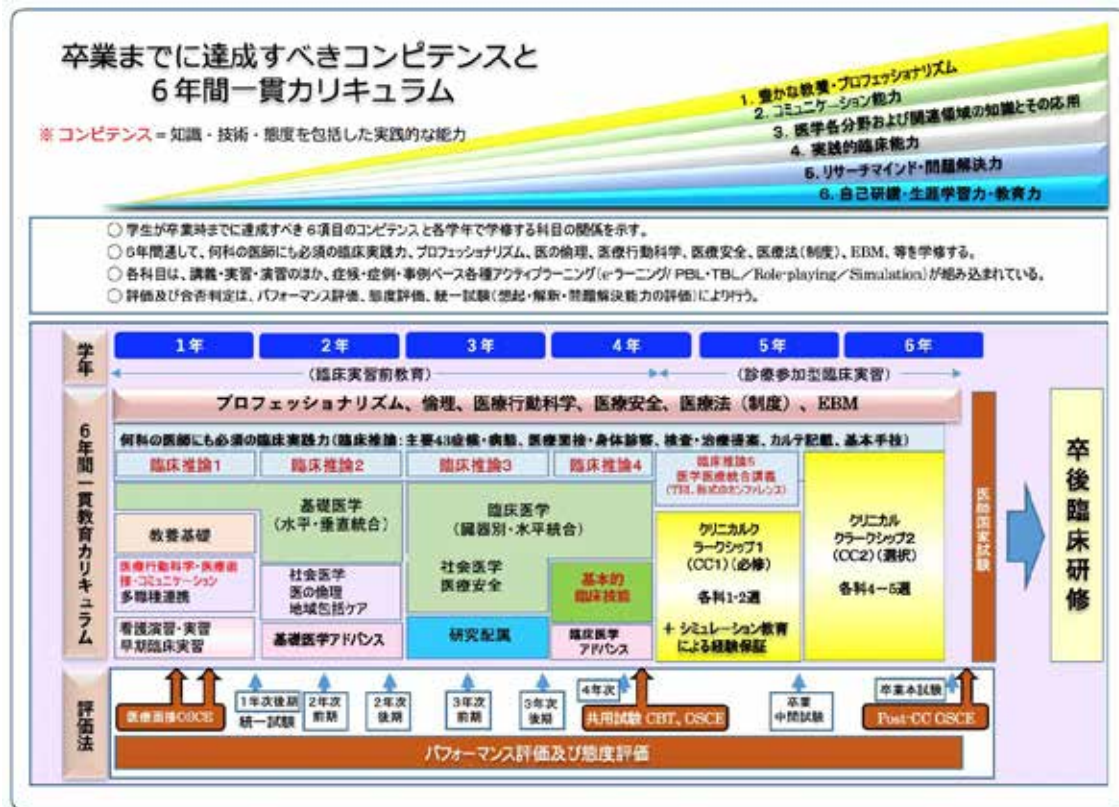 卒業までに達成すべきコンピテンスと
6年間一貫カリキュラム
※ コンピテンス=知識・技術・態度を包括した実践的な能力
1. 豊かな教養・プロフェッショナリズム
2. コミュニケーション能力
3. 医学各分野および関連領域の知識とその応用
4. 実践的臨床能力
5. リサーチマインド・問題解決力
6. 自己研鑽・生涯学習力・教育力
○ 学生が卒業時までに達成すべき6項目のコンピテンスと各学年で学修する科目の関係を示す。
○ 6年間通して、何科の医師にも必須の臨床実践力、プロフェッショナリズム、医の倫理、医療行動科学、医療安全、医療法(制度)、EBM、等を学修する。
○ 各科目は、講義・実習・演習のほか、症候・症例・事例ベース各種アクティブラーニング(e-ラーニング/PBL・TBL/Role-playing/Simulation)が組み込まれている。
○ 評価及び合否判定は、パフォーマンス評価、態度評価、統一試験(想起・解釈・問題解決能力の評価)により行う。
学年
1年
2年
3年
4年
5年
6年
(臨床実習前教育)
(診療参加型臨床実習)
6年間一貫教育カリキュラム
プロフェッショナリズム、倫理、医療行動科学、医療安全、医療法(制度)、EBM
何科の医師にも必須の臨床実践力(臨床推論:主要43症候・病態、医療面接・身体診察、検査・治療提案、カルテ記載、基本手技)
臨床推論1
臨床推論2
臨床推論3
臨床推論4
臨床推論5
医学医療統合講義
基礎医学
(水平・垂直統合)
臨床医学
(臓器別・水平統合)
教養基礎
医療行動科学・医療面
接・コミュニケーション
多職種連携
看護演習・実習
早期臨床実習
社会医学
医の倫理
地域包括ケア
基礎医学アドバンス
社会医学
医療安全
研究配属
基本的
臨床技能
臨床医学
アドバンス
クリニカルク
ラークシップ1
(CC1)(必修)
各科1-2週
+ シミュレーション教育
による経験保証
クリニカル
クラークシップ2
(CC2)(選択)
各科4~5週
医師国家試験
卒後臨床研修
評価法
医療面接OSCE
1年次後期
統一試験
2年次
前期
2年次
後期
3年次
前期
3年次
後期
4年次
共用試験 CBT、OSCE
卒業
中間試験
卒業本試験
Post-CC OSCE
パフォーマンス評価及び態度評価